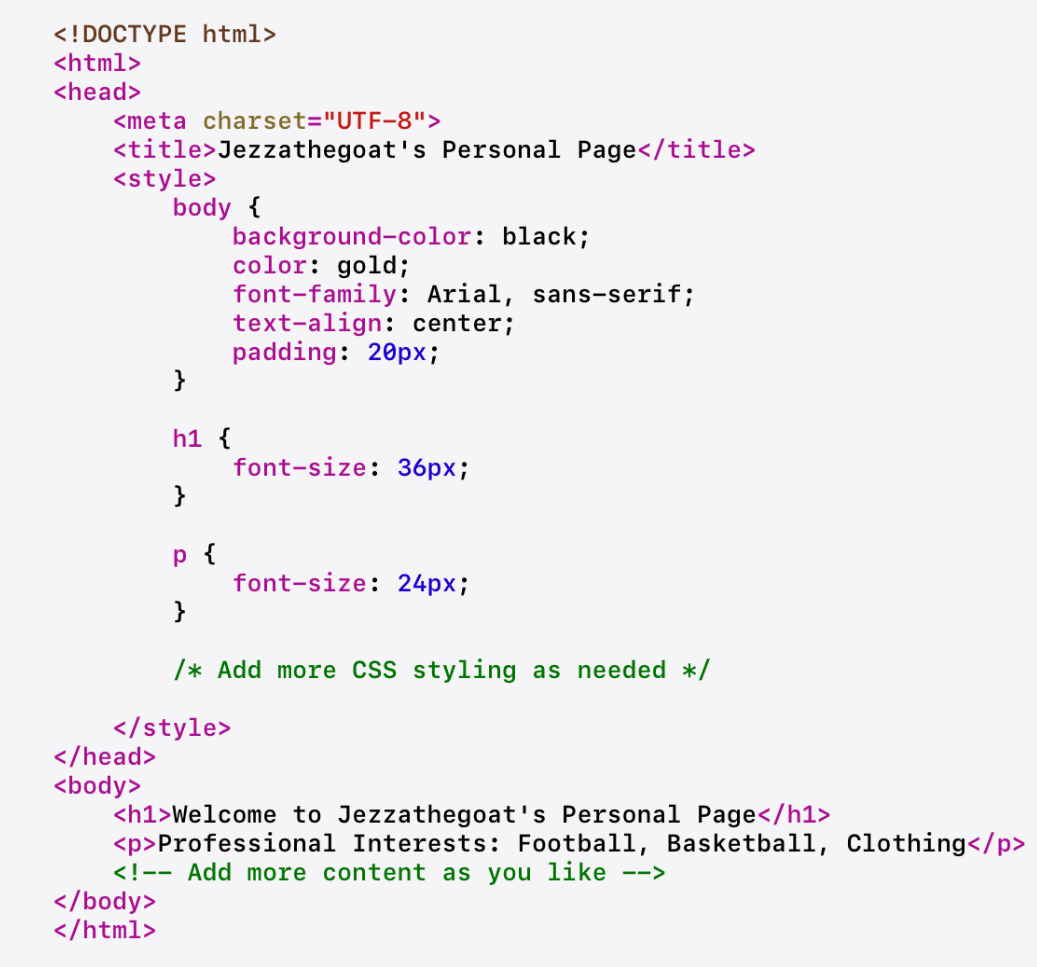 <!DOCTYPE html>
<html>
<head>
    <meta charset="UTF-8">
    <title>Jezzathegoat's Personal Page</title>
    <style>
        body {
            background-color: black;
            color: gold;
            font-family: Arial, sans-serif;
            text-align: center;
            padding: 20px;
        }

        h1 {
            font-size: 36px;
        }

        p {
            font-size: 24px;
        }

        /* Add more CSS styling as needed */

    </style>
</head>
<body>
    <h1>Welcome to Jezzathegoat's Personal Page</h1>
    <p>Professional Interests: Football, Basketball, Clothing</p>
    <!-- Add more content as you like -->
</body>
</html>